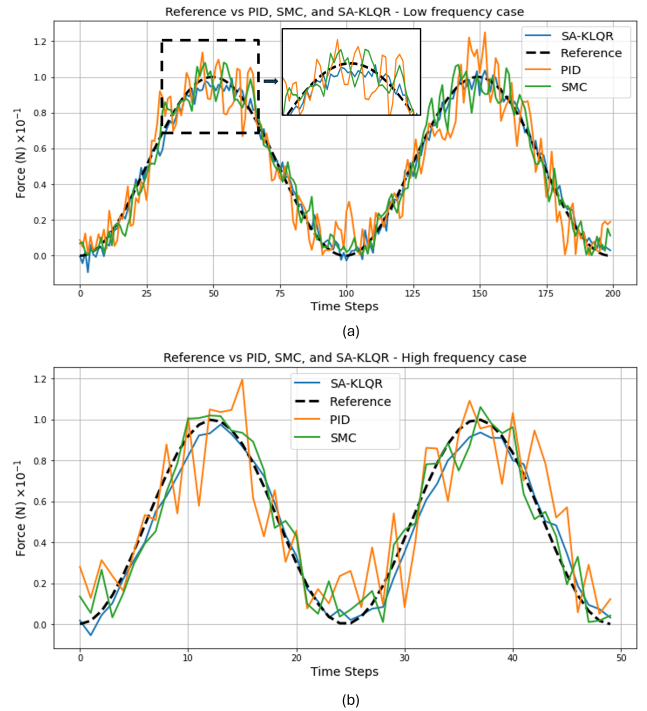 Reference vs PID, SMC, and SA-KLQR - Low frequency case
1.2
1.0
0.8
0.6
0.4
0.2
0.0
Force (N) ×10⁻¹
SA-KLQR
Reference
PID
SMC
0
25
50
75
100
125
150
175
200
Time Steps
(a)
Reference vs PID, SMC, and SA-KLQR - High frequency case
1.2
1.0
0.8
0.6
0.4
0.2
0.0
Force (N) ×10⁻¹
SA-KLQR
Reference
PID
SMC
0
10
20
30
40
50
Time Steps
(b)